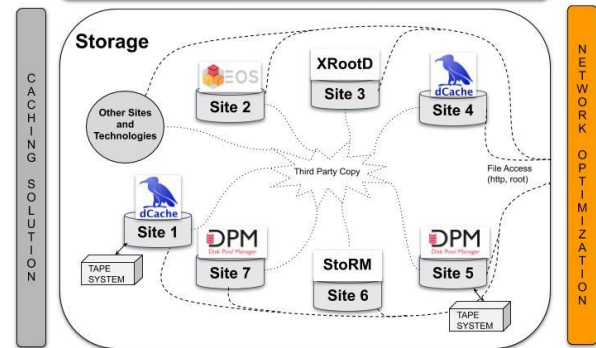 Storage
CACHING SOLUTION
NETWORK OPTIMIZATION
EOS
Site 2
XRootD
Site 3
dCache
Site 4
Other Sites
and
Technologies
Third Party Copy
File Access
(http, root)
dCache
Site 1
TAPE
SYSTEM
DPM
Disk Pool Manager
Site 7
StoRM
Site 6
DPM
Disk Pool Manager
Site 5
TAPE
SYSTEM